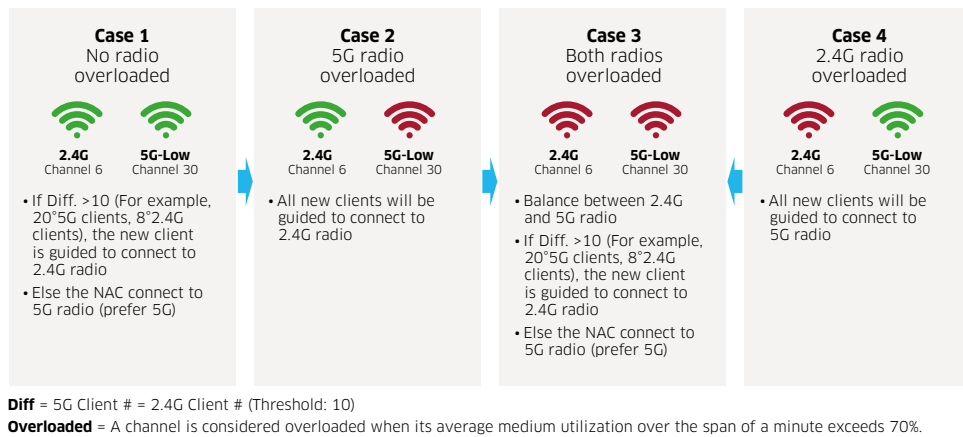 Case 1
No radio
overloaded
2.4G
Channel 6
5G-Low
Channel 30
• If Diff. >10 (For example,
20°5G clients, 8°2.4G
clients), the new client
is guided to connect to
2.4G radio
• Else the NAC connect to
5G radio (prefer 5G)
Case 2
5G radio
overloaded
2.4G
Channel 6
5G-Low
Channel 30
• All new clients will be
guided to connect to
2.4G radio
Case 3
Both radios
overloaded
2.4G
Channel 6
5G-Low
Channel 30
• Balance between 2.4G
and 5G radio
• If Diff. >10 (For example,
20°5G clients, 8°2.4G
clients), the new client
is guided to connect to
2.4G radio
• Else the NAC connect to
5G radio (prefer 5G)
Case 4
2.4G radio
overloaded
2.4G
Channel 6
5G-Low
Channel 30
• All new clients will be
guided to connect to
5G radio
Diff = 5G Client # = 2.4G Client # (Threshold: 10)
Overloaded = A channel is considered overloaded when its average medium utilization over the span of a minute exceeds 70%.